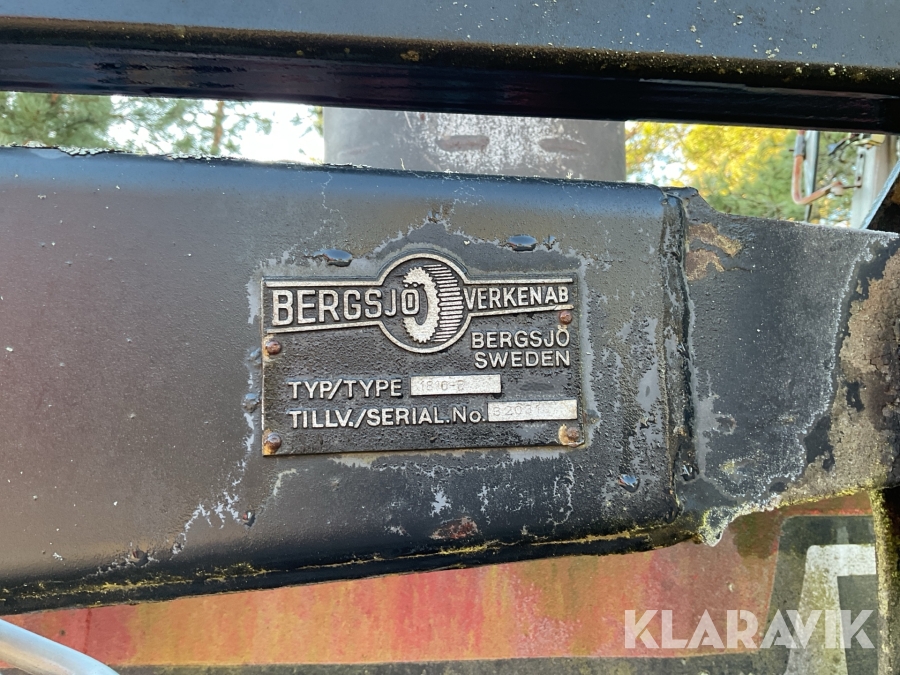 BERGSJÖ VERKEN AB
BERGSJÖ
SWEDEN
TYP/TYPE
TILLV./SERIAL.No.
KLARAVIK